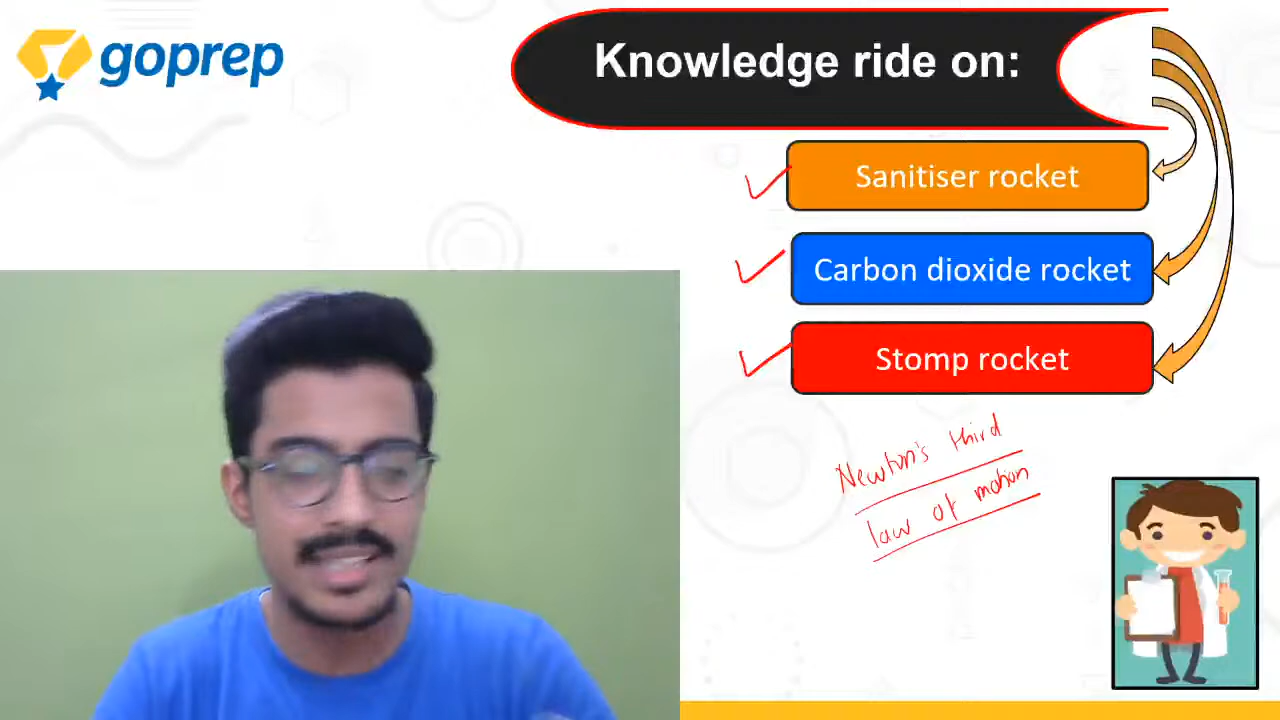 goprep
Knowledge ride on:
Sanitiser rocket
Carbon dioxide rocket
Stomp rocket
Newton's third
law of motion